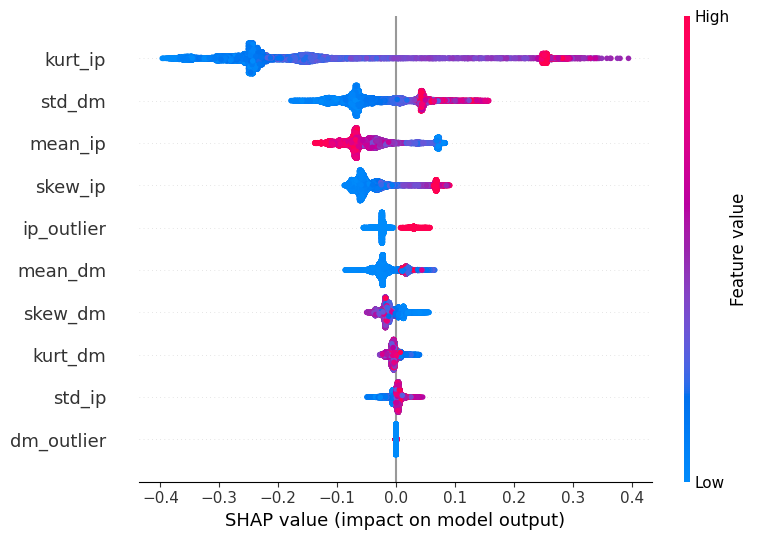 High
kurt_ip
std_dm
mean_ip
skew_ip
ip_outlier
mean_dm
skew_dm
kurt_dm
std_ip
dm_outlier
Feature value
Low
−0.4 −0.3 −0.2 −0.1 0.0 0.1 0.2 0.3 0.4
SHAP value (impact on model output)